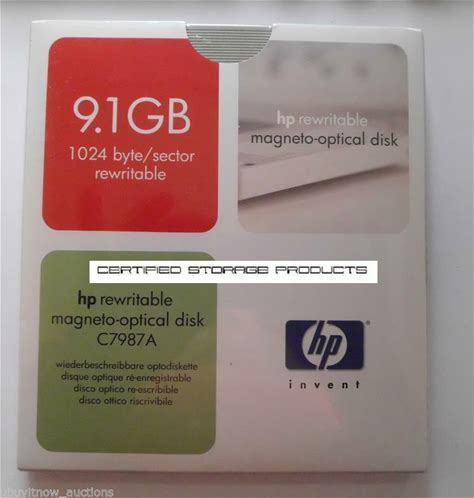 9.1GB
1024 byte/sector
rewritable
hp rewritable
magneto-optical disk
CERTIFIED STORAGE PRODUCTS
hp rewritable
magneto-optical disk
C7987A
wiederbeschreibbare optodiskette
disque optique ré-enregistrable
disco óptico re-escribible
disco ottico riscrivibile
hp
invent
buyitnow_auctions